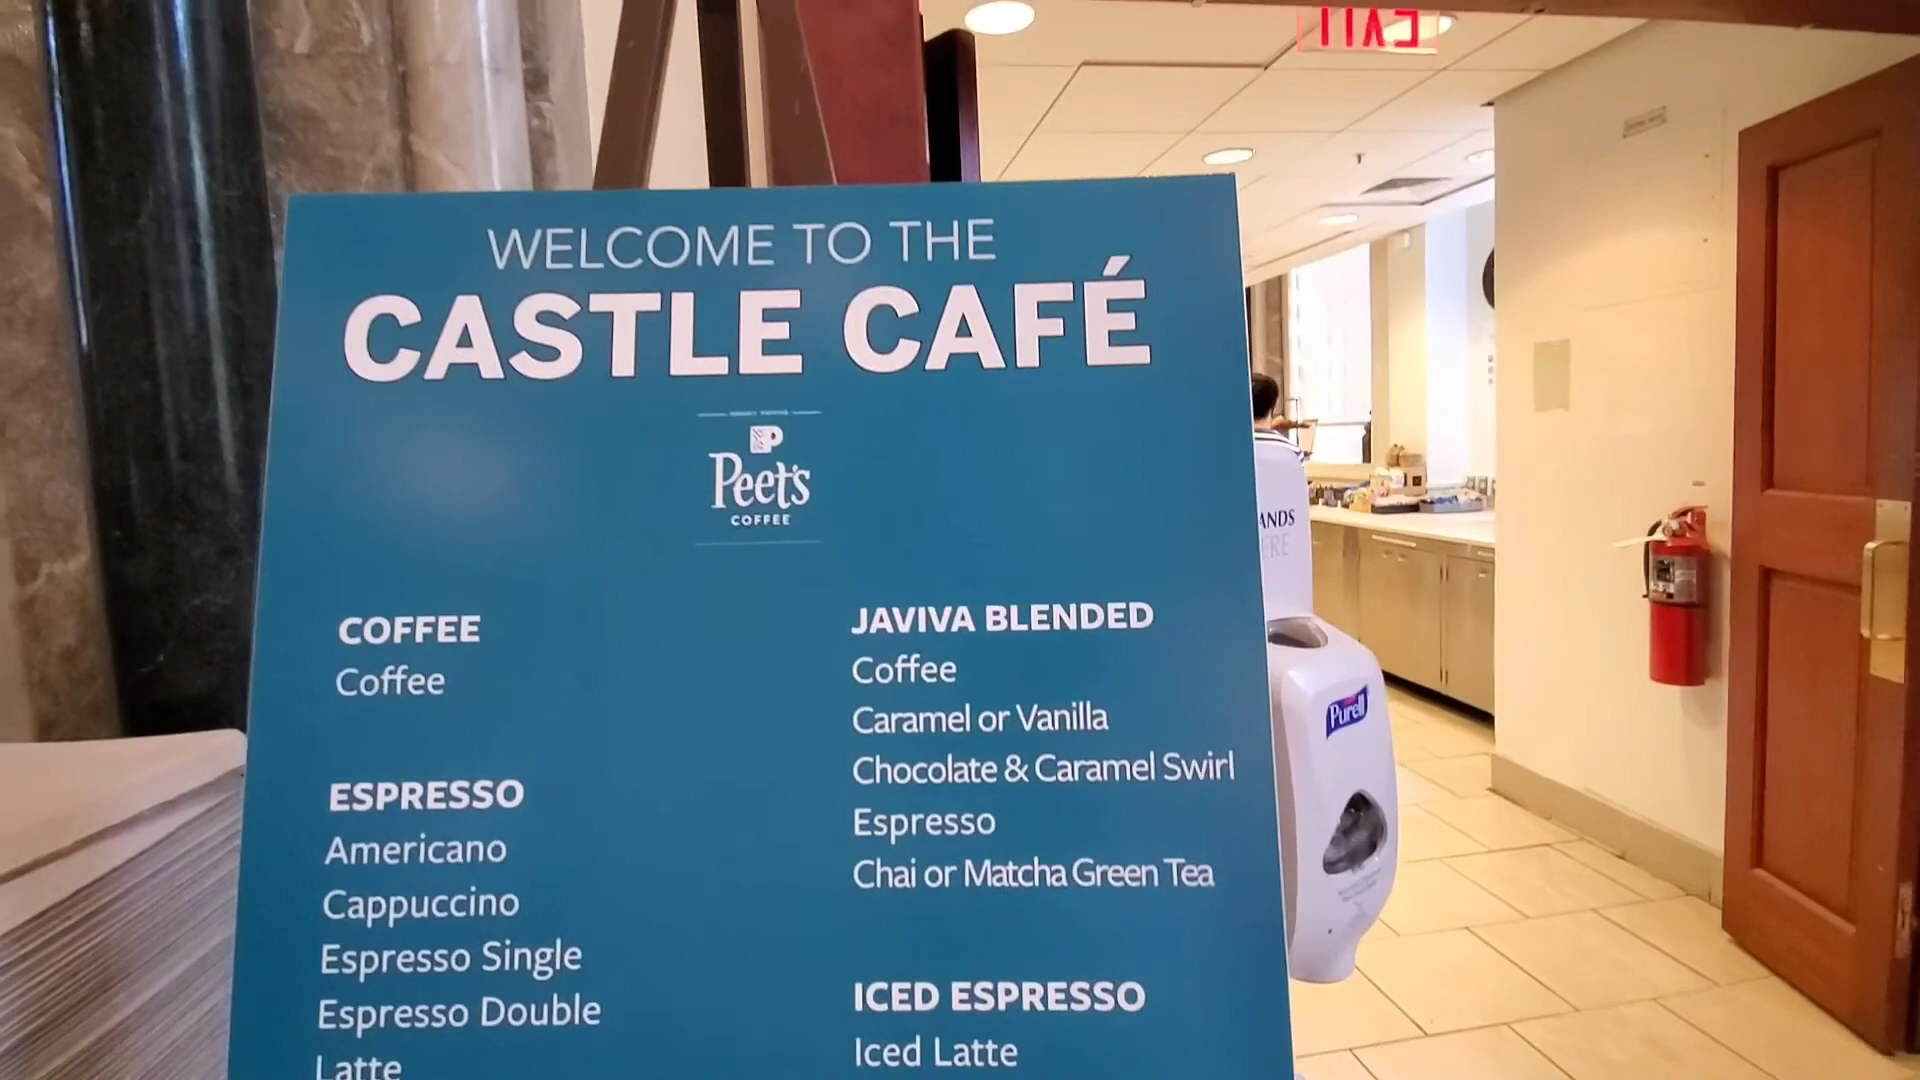 EXIT
WELCOME TO THE
CASTLE CAFÉ
Peet's
COFFEE
COFFEE
Coffee
ESPRESSO
Americano
Cappuccino
Espresso Single
Espresso Double
Latte
JAVIVA BLENDED
Coffee
Caramel or Vanilla
Chocolate & Caramel Swirl
Espresso
Chai or Matcha Green Tea
ICED ESPRESSO
Iced Latte
ANDS
Purell